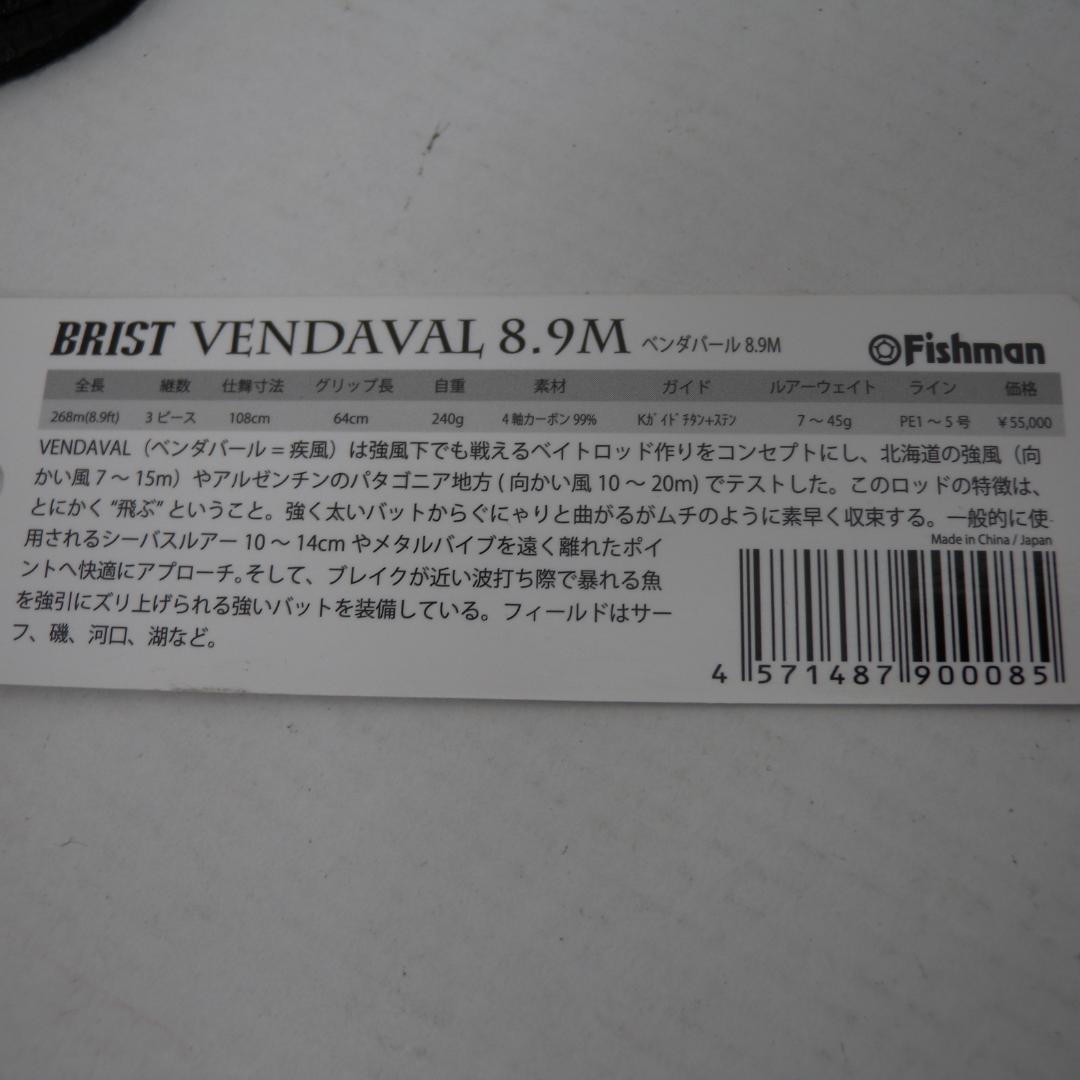 BRIST VENDAVAL 8.9M ベンダバール 8.9M Fishman
全長 継数 仕舞寸法 グリップ長 自重 素材 ガイド ルアーウェイト ライン 価格
268m(8.9ft) 3 ピース 108cm 64cm 240g 4 軸カーボン 99% Kガイドチタン+ステン 7 〜 45g PE1 〜 5 号 ¥55,000
VENDAVAL（ベンダバール = 疾風）は強風下でも戦えるベイトロッド作りをコンセプトにし、北海道の強風（向
かい風 7 〜 15m）やアルゼンチンのパタゴニア地方 ( 向かい風 10 〜 20m) でテストした。このロッドの特徴は、
とにかく “飛ぶ” ということ。強く太いバットからぐにゃりと曲がるがムチのように素早く収束する。一般的に使
用されるシーバスルアー 10 〜 14cm やメタルバイブを遠く離れたポイ
ントへ快適にアプローチ。そして、ブレイクが近い波打ち際で暴れる魚
を強引にズリ上げられる強いバットを装備している。フィールドはサー
フ、磯、河口、湖など。
Made in China / Japan
4 571487 900085